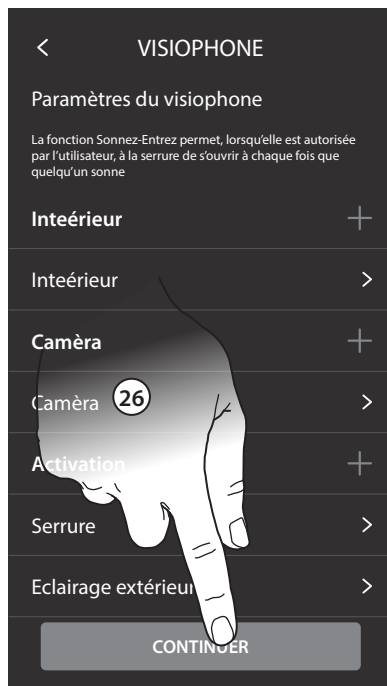 VISIOPHONE
Paramètres du visiophone
La fonction Sonnez-Entrez permet, lorsqu'elle est autorisée
par l'utilisateur, à la serrure de s'ouvrir à chaque fois que
quelqu'un sonne
Inteérieur
Inteérieur
Camèra
Camèra
26
Activation
Serrure
Eclairage extérieur
CONTINUER